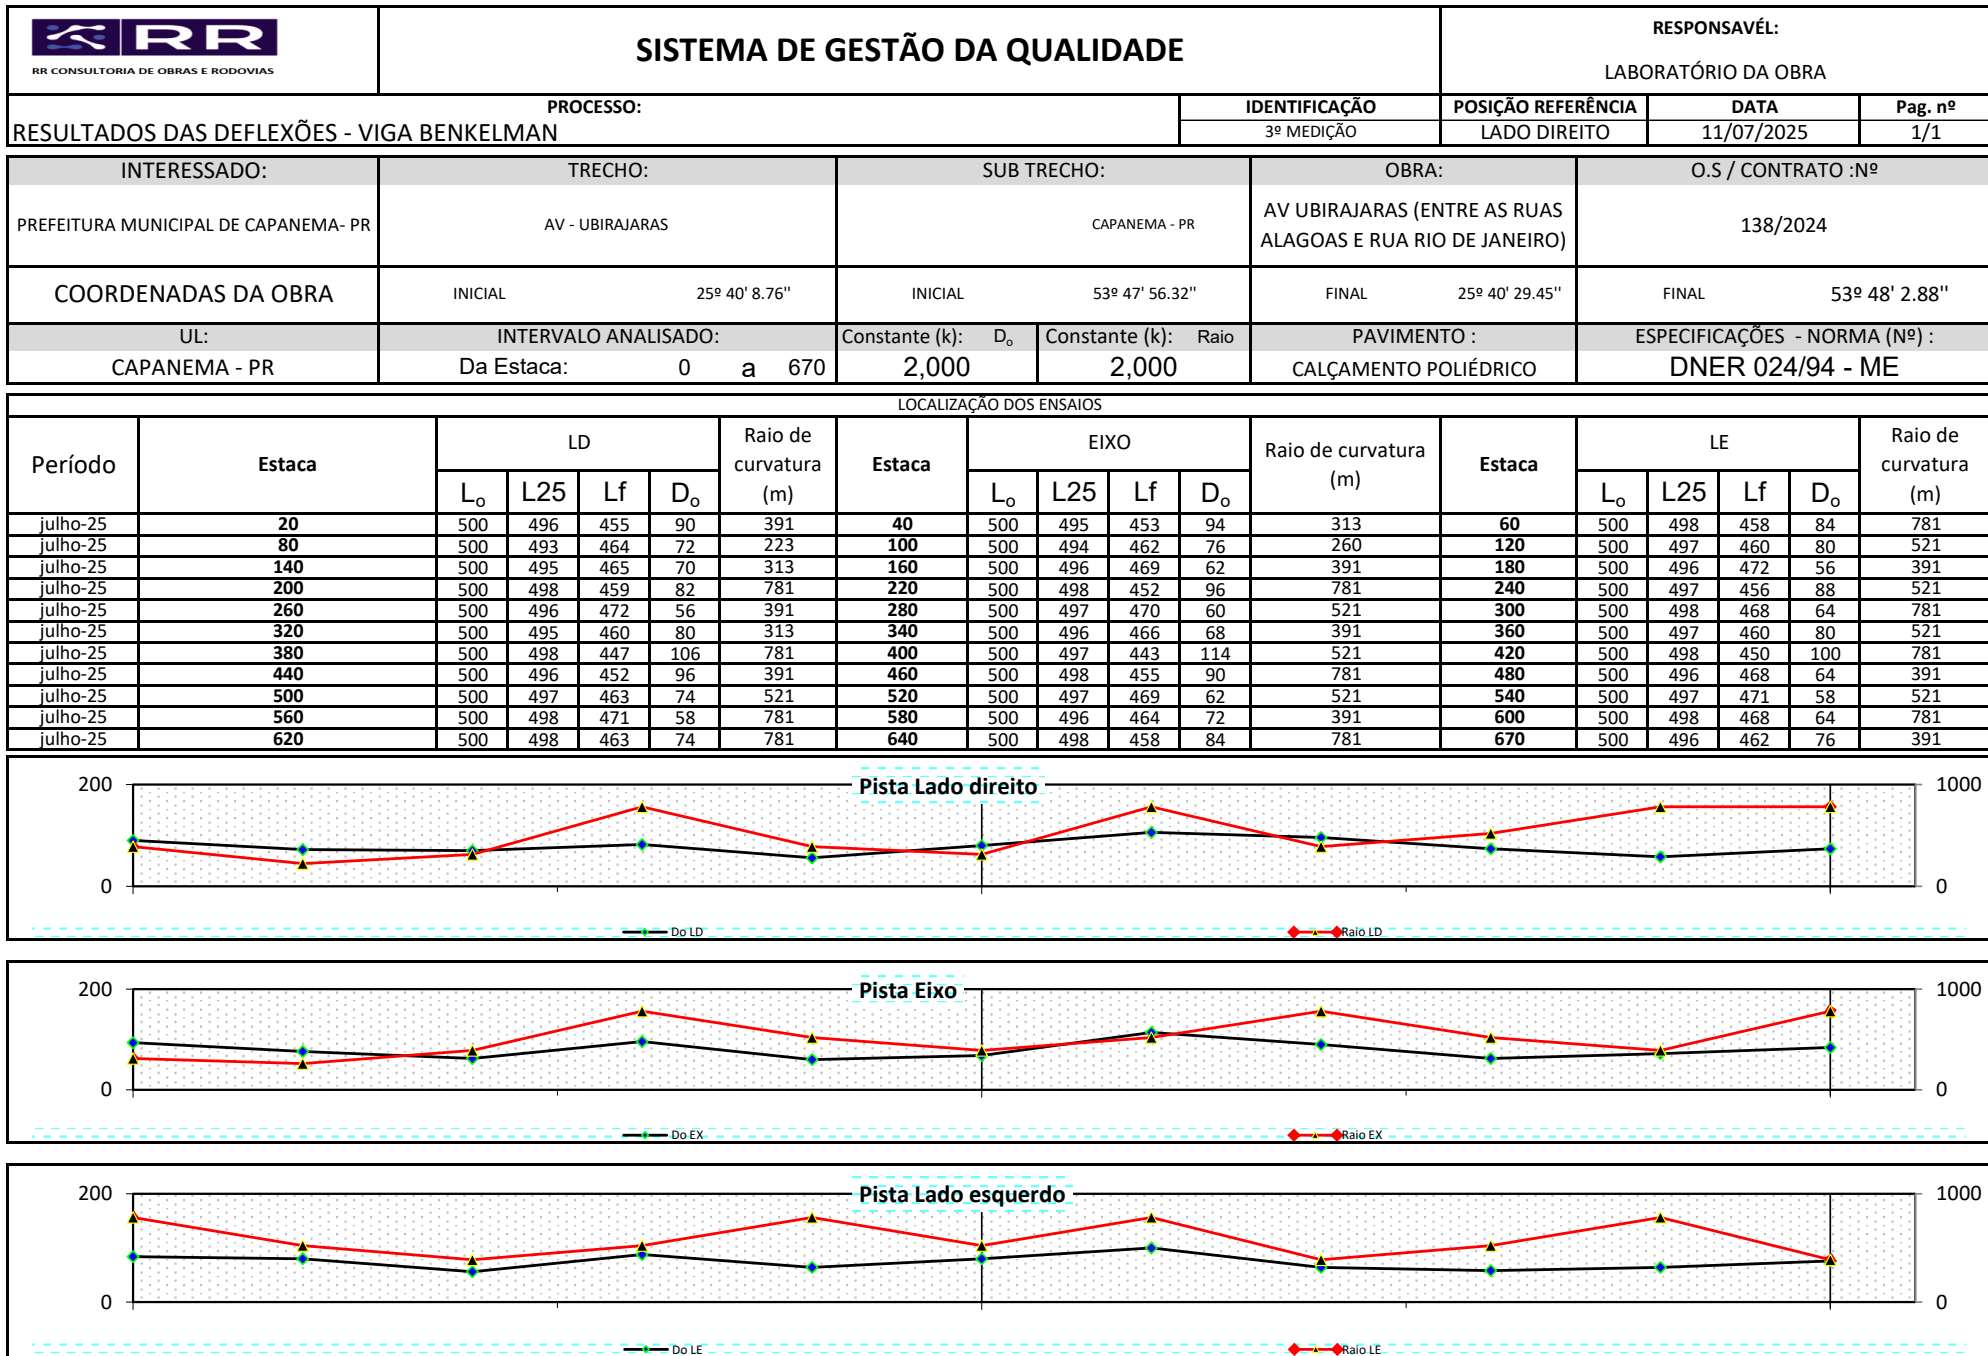 RR
RR CONSULTORIA DE OBRAS E RODOVIAS
SISTEMA DE GESTÃO DA QUALIDADE
RESPONSAVÉL:
LABORATÓRIO DA OBRA
PROCESSO:
RESULTADOS DAS DEFLEXÕES - VIGA BENKELMAN
IDENTIFICAÇÃO POSIÇÃO REFERÊNCIA DATA Pag. nº
3º MEDIÇÃO LADO DIREITO 11/07/2025 1/1
INTERESSADO: TRECHO: SUB TRECHO: OBRA: O.S / CONTRATO :Nº
PREFEITURA MUNICIPAL DE CAPANEMA- PR AV - UBIRAJARAS CAPANEMA - PR AV UBIRAJARAS (ENTRE AS RUAS
ALAGOAS E RUA RIO DE JANEIRO) 138/2024
COORDENADAS DA OBRA INICIAL 25º 40' 8.76'' INICIAL 53º 47' 56.32'' FINAL 25º 40' 29.45'' FINAL 53º 48' 2.88''
UL: INTERVALO ANALISADO: Constante (k): Do Constante (k): Raio PAVIMENTO : ESPECIFICAÇÕES - NORMA (Nº) :
CAPANEMA - PR Da Estaca: 0 a 670 2,000 2,000 CALÇAMENTO POLIÉDRICO DNER 024/94 - ME
LOCALIZAÇÃO DOS ENSAIOS
Período Estaca LD Raio de curvatura (m) Estaca EIXO Raio de curvatura (m) Estaca LE Raio de curvatura (m)
Lo L25 Lf Do Lo L25 Lf Do Lo L25 Lf Do
julho-25 20 500 496 455 90 391 40 500 495 453 94 313 60 500 498 458 84 781
julho-25 80 500 493 464 72 223 100 500 494 462 76 260 120 500 497 460 80 521
julho-25 140 500 495 465 70 313 160 500 496 469 62 391 180 500 496 472 56 391
julho-25 200 500 498 459 82 781 220 500 498 452 96 781 240 500 497 456 88 521
julho-25 260 500 496 472 56 391 280 500 497 470 60 521 300 500 498 468 64 781
julho-25 320 500 495 460 80 313 340 500 496 466 68 391 360 500 497 460 80 521
julho-25 380 500 498 447 106 781 400 500 497 443 114 521 420 500 498 450 100 781
julho-25 440 500 496 452 96 391 460 500 498 455 90 781 480 500 496 468 64 391
julho-25 500 500 497 463 74 521 520 500 497 469 62 521 540 500 497 471 58 521
julho-25 560 500 498 471 58 781 580 500 496 464 72 391 600 500 498 468 64 781
julho-25 620 500 498 463 74 781 640 500 498 458 84 781 670 500 496 462 76 391
200 Pista Lado direito 1000
0 0
Do LD Raio LD
200 Pista Eixo 1000
0 0
Do EX Raio EX
200 Pista Lado esquerdo 1000
0 0
Do LE Raio LE